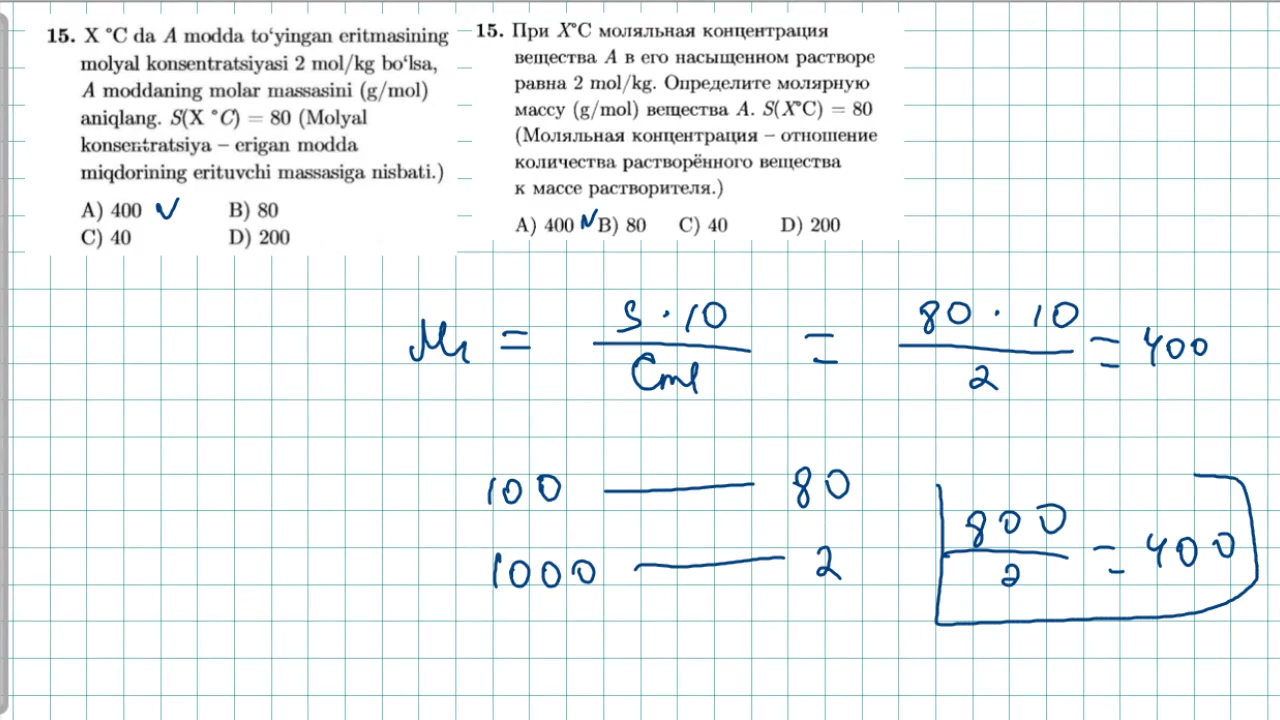 15. X °C da A modda to‘yingan eritmasining
molyal konsentratsiyasi 2 mol/kg bo‘lsa,
A moddaning molar massasini (g/mol)
aniqlang. S(X °C) = 80 (Molyal
konsentratsiya – erigan modda
miqdorining erituvchi massasiga nisbati.)
A) 400 ✓ B) 80
C) 40 D) 200
15. При X°C моляльная концентрация
вещества A в его насыщенном растворе
равна 2 mol/kg. Определите молярную
массу (g/mol) вещества A. S(X°C) = 80
(Моляльная концентрация – отношение
количества растворённого вещества
к массе растворителя.)
A) 400 ✓ B) 80 C) 40 D) 200
Mr = S · 10 / Cml = 80 · 10 / 2 = 400
100 — 80
1000 — 2
800 / 2 = 400